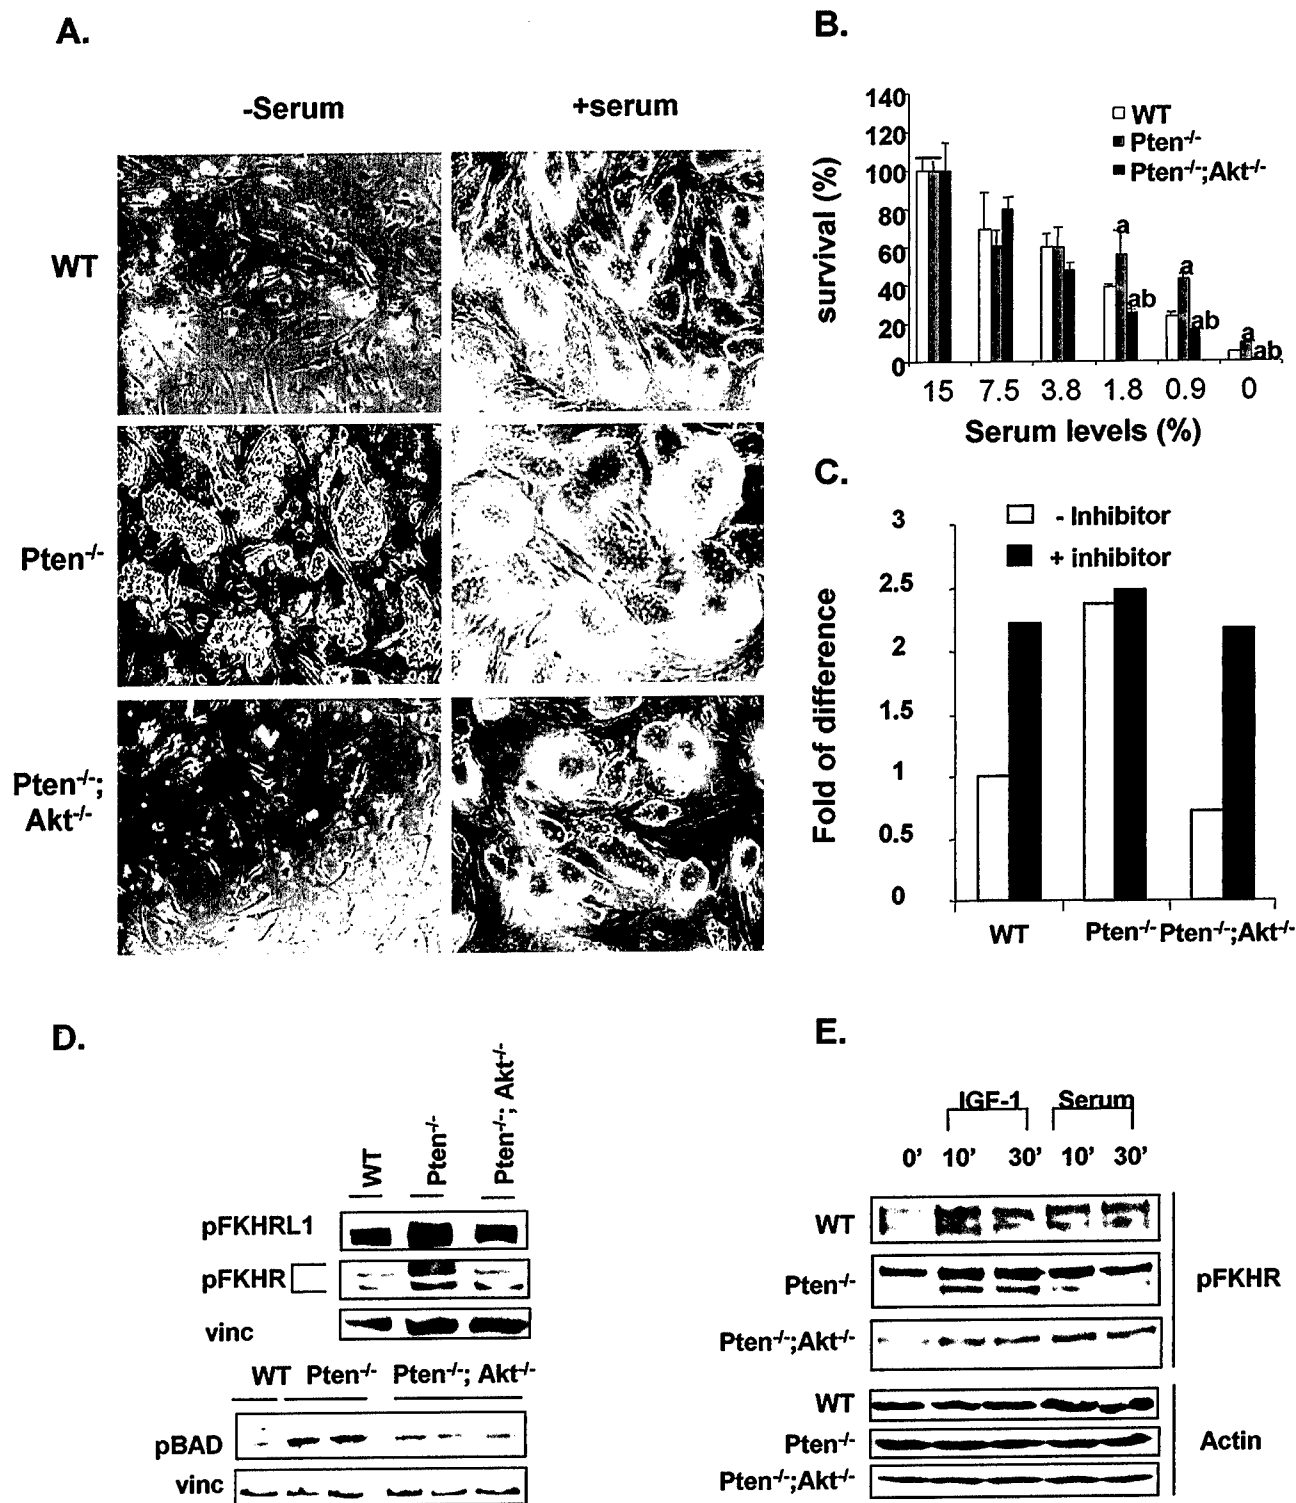 A.
-Serum
+serum
WT
Pten-/-
Pten-/-;
Akt-/-
B.
140
120
100
80
60
40
20
0
survival (%)
WT
Pten-/-
Pten-/-;Akt-/-
a
ab
a
ab
a
ab
15 7.5 3.8 1.8 0.9 0
Serum levels (%)
C.
- Inhibitor
+ inhibitor
3
2.5
2
1.5
1
0.5
0
Fold of difference
WT Pten-/- Pten-/-;Akt-/-
D.
WT
Pten-/-
Pten-/-; Akt-/-
pFKHRL1
pFKHR
vinc
WT Pten-/- Pten-/-; Akt-/-
pBAD
vinc
E.
IGF-1 Serum
0' 10' 30' 10' 30'
WT
Pten-/-
Pten-/-;Akt-/-
pFKHR
WT
Pten-/-
Pten-/-;Akt-/-
Actin